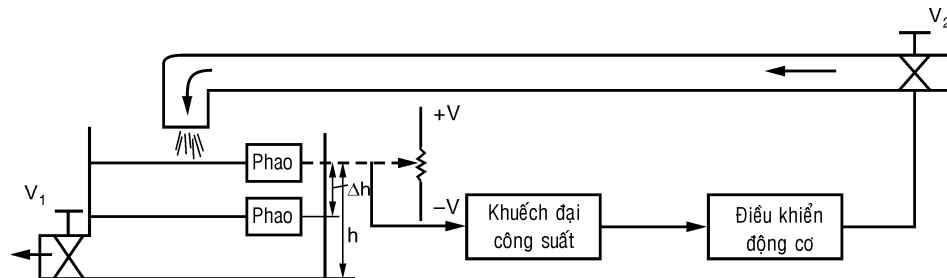 V2
+V
Phao
V1
Δh
Phao
–V
h
Khuếch đại
công suất
Điều khiển
động cơ